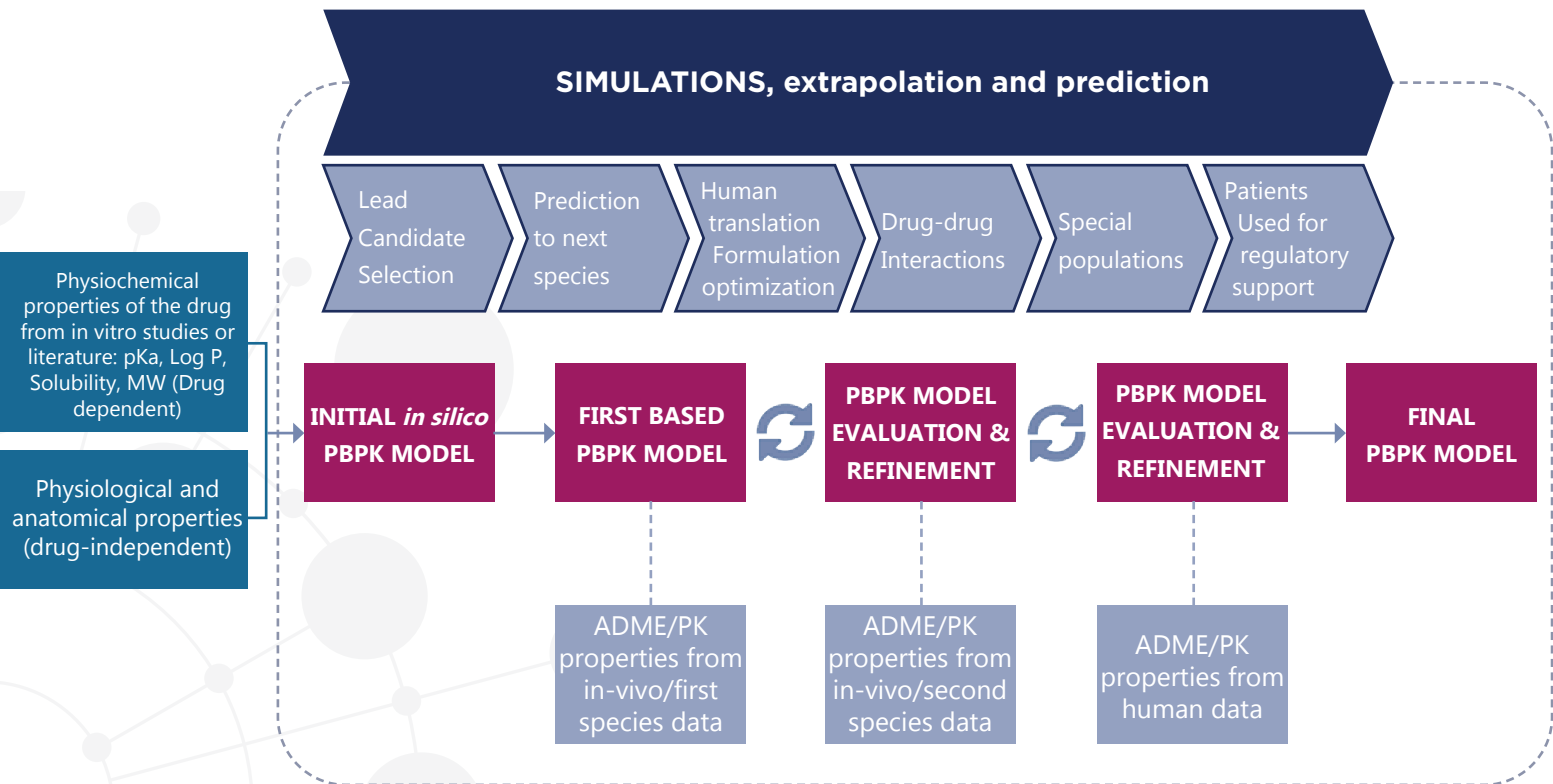 SIMULATIONS, extrapolation and prediction
Lead
Candidate
Selection
Prediction
to next
species
Human
translation
Formulation
optimization
Drug-drug
Interactions
Special
populations
Patients
Used for
regulatory
support
Physiochemical
properties of the drug
from in vitro studies or
literature: pKa, Log P,
Solubility, MW (Drug
dependent)
Physiological and
anatomical properties
(drug-independent)
INITIAL in silico
PBPK MODEL
FIRST BASED
PBPK MODEL
PBPK MODEL
EVALUATION &
REFINEMENT
PBPK MODEL
EVALUATION &
REFINEMENT
FINAL
PBPK MODEL
ADME/PK
properties from
in-vivo/first
species data
ADME/PK
properties from
in-vivo/second
species data
ADME/PK
properties from
human data